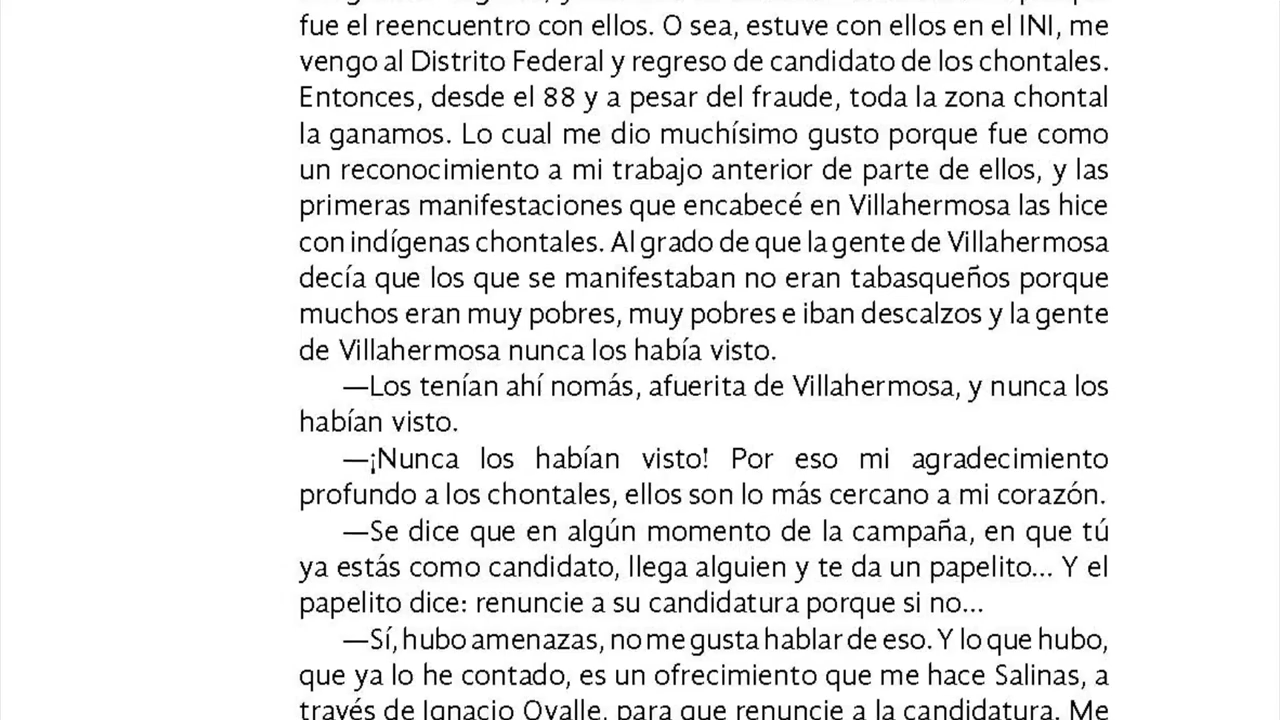 fue el reencuentro con ellos. O sea, estuve con ellos en el INI, me
vengo al Distrito Federal y regreso de candidato de los chontales.
Entonces, desde el 88 y a pesar del fraude, toda la zona chontal
la ganamos. Lo cual me dio muchísimo gusto porque fue como
un reconocimiento a mi trabajo anterior de parte de ellos, y las
primeras manifestaciones que encabecé en Villahermosa las hice
con indígenas chontales. Al grado de que la gente de Villahermosa
decía que los que se manifestaban no eran tabasqueños porque
muchos eran muy pobres, muy pobres e iban descalzos y la gente
de Villahermosa nunca los había visto.
—Los tenían ahí nomás, afuerita de Villahermosa, y nunca los
habían visto.
—¡Nunca los habían visto! Por eso mi agradecimiento
profundo a los chontales, ellos son lo más cercano a mi corazón.
—Se dice que en algún momento de la campaña, en que tú
ya estás como candidato, llega alguien y te da un papelito... Y el
papelito dice: renuncie a su candidatura porque si no...
—Sí, hubo amenazas, no me gusta hablar de eso. Y lo que hubo,
que ya lo he contado, es un ofrecimiento que me hace Salinas, a
través de Ignacio Ovalle, para que renuncie a la candidatura. Me